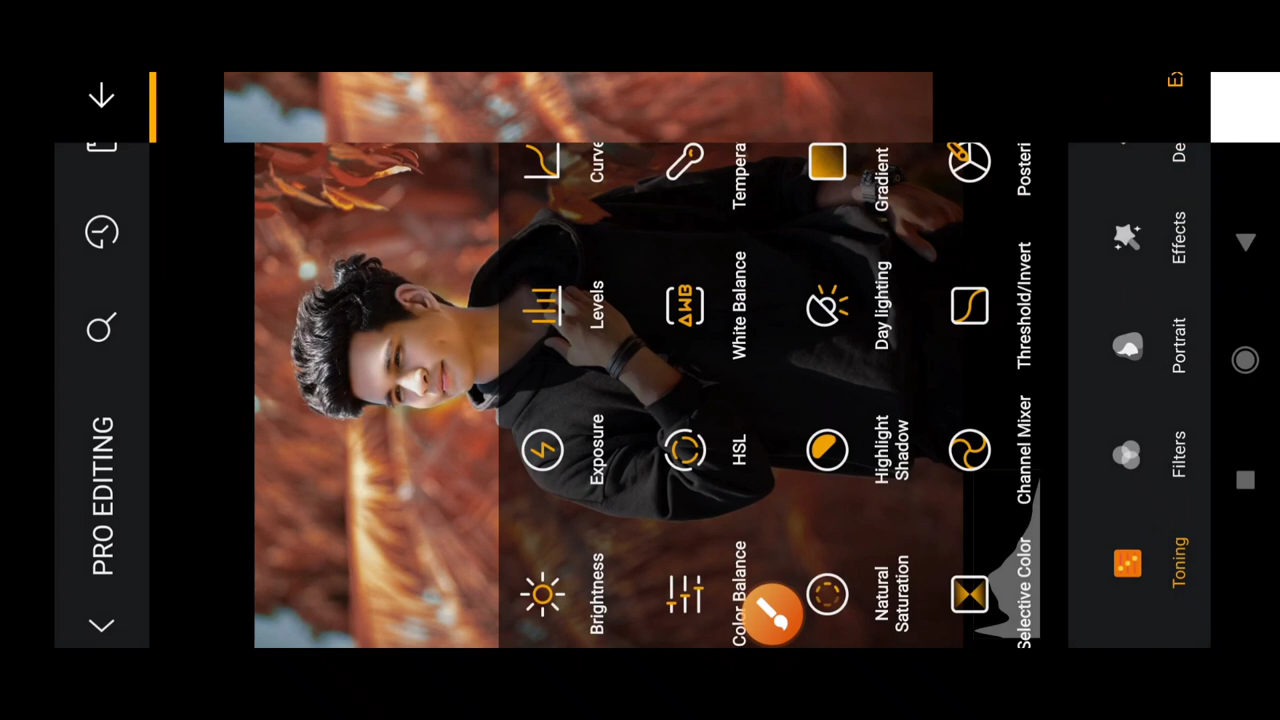 PRO EDITING
Brightness
Exposure
Levels
Curve
Color Balance
HSL
White Balance
Tempera
AWB
Natural
Saturation
Highlight
Shadow
Day lighting
Gradient
Selective Color
Channel Mixer
Threshold/Invert
Posteri
Toning
Filters
Portrait
Effects
De